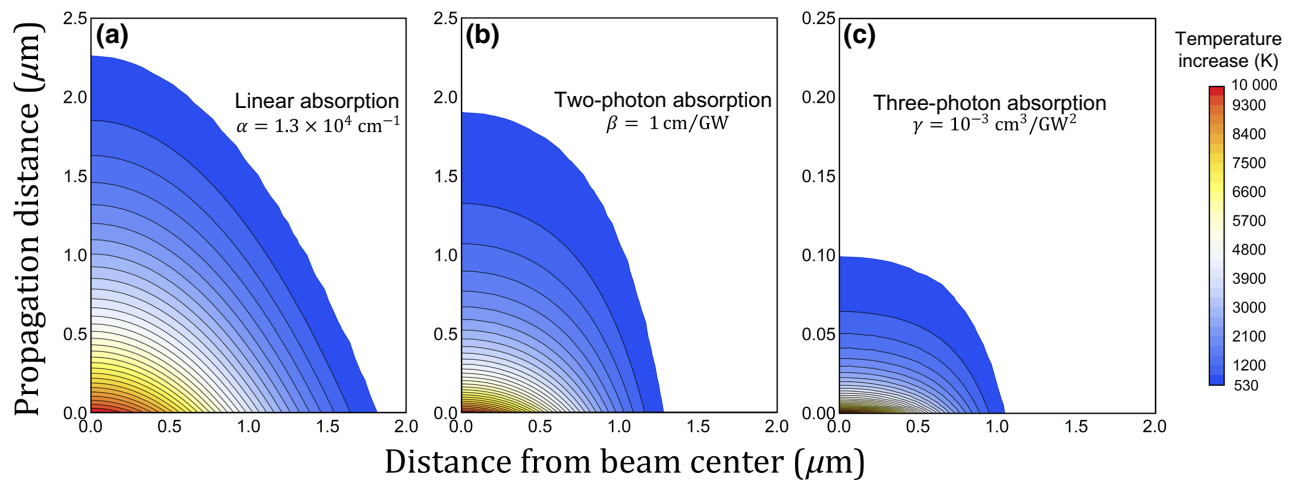 (a)
Linear absorption
α = 1.3 × 10⁴ cm⁻¹
2.5
2.0
1.5
1.0
0.5
0.0
0.0 0.5 1.0 1.5 2.0
(b)
Two-photon absorption
β = 1 cm/GW
2.5
2.0
1.5
1.0
0.5
0.0
0.0 0.5 1.0 1.5 2.0
(c)
Three-photon absorption
γ = 10⁻³ cm³/GW²
0.25
0.20
0.15
0.10
0.05
0.00
0.0 0.5 1.0 1.5 2.0
Propagation distance (μm)
Distance from beam center (μm)
Temperature
increase (K)
10 000
9300
8400
7500
6600
5700
4800
3900
3000
2100
1200
530